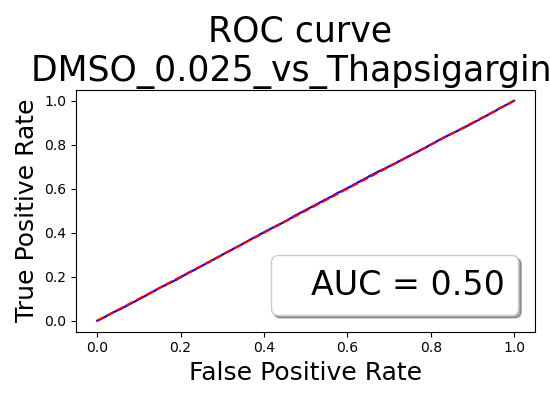 ROC curve
DMSO_0.025_vs_Thapsigargin
True Positive Rate
1.0
0.8
0.6
0.4
0.2
0.0
AUC = 0.50
0.0 0.2 0.4 0.6 0.8 1.0
False Positive Rate